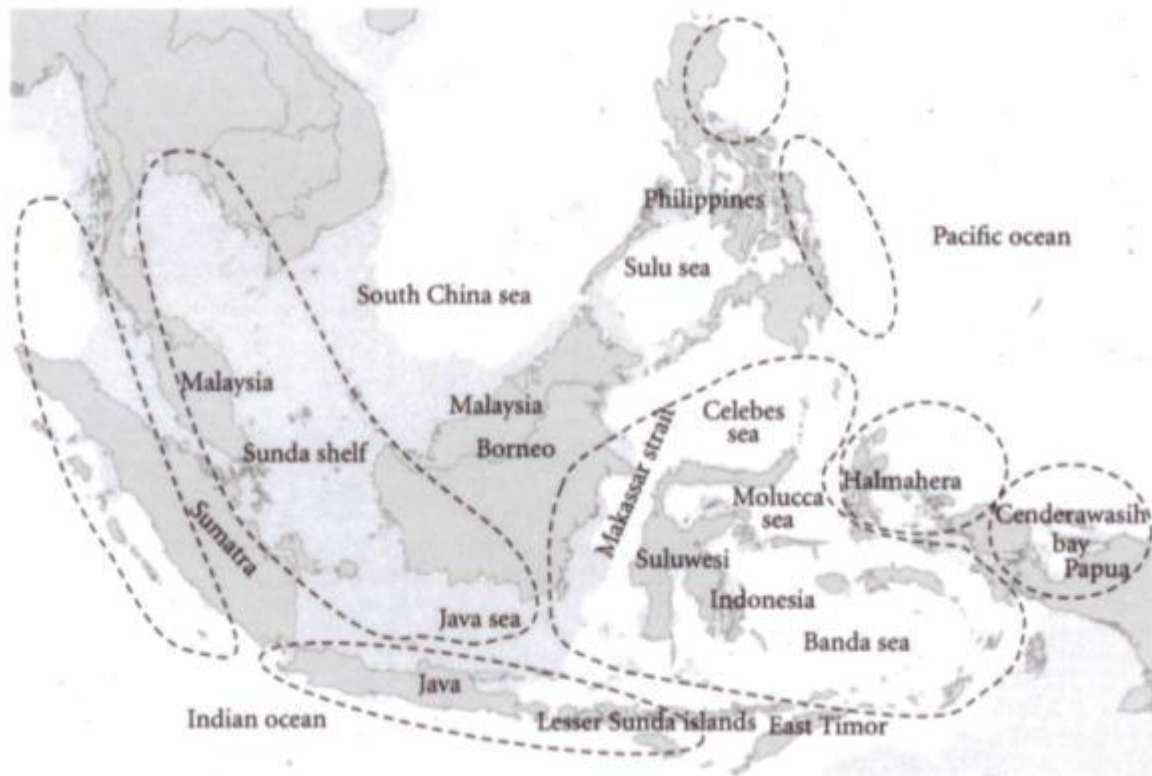 Philippines
Pacific ocean
Sulu sea
South China sea
Malaysia
Malaysia
Celebes
sea
Makassar strait
Sunda shelf
Borneo
Halmahera
Molucca
sea
Cenderawasih
bay
Papua
Sumatra
Suluwesi
Indonesia
Java sea
Banda sea
Java
Indian ocean
Lesser Sunda islands
East Timor